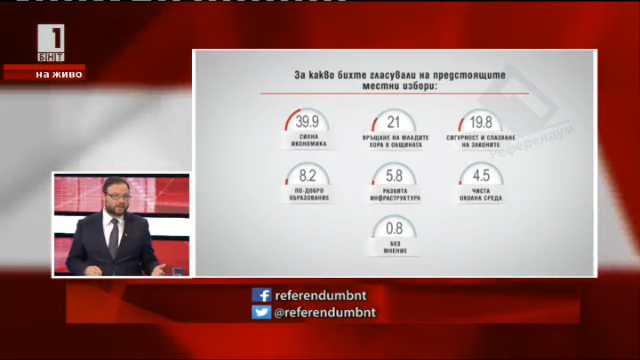 1
БНТ
на живо
За какво бихте гласували на предстоящите
местни избори:
39.9
СИЛНА
ИКОНОМИКА
21
ВРЪЩАНЕ НА МЛАДИТЕ
ХОРА В ОБЩИНАТА
19.8
СИГУРНОСТ И СПАЗВАНЕ
НА ЗАКОНИТЕ
8.2
ПО-ДОБРО
ОБРАЗОВАНИЕ
5.8
РАЗВИТА
ИНФРАСТРУКТУРА
4.5
ЧИСТА
ОКОЛНА СРЕДА
0.8
БЕЗ
МНЕНИЕ
референдум
referendumbnt
@referendumbnt